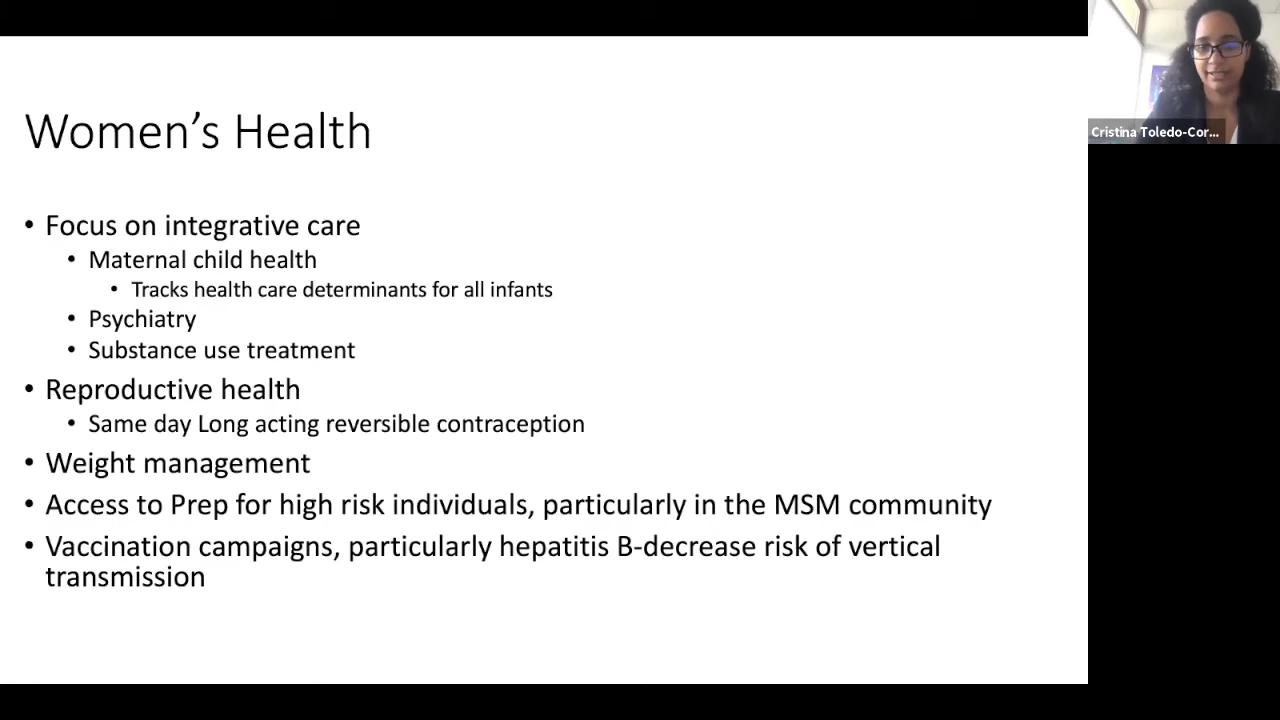 Women's Health
• Focus on integrative care
• Maternal child health
• Tracks health care determinants for all infants
• Psychiatry
• Substance use treatment
• Reproductive health
• Same day Long acting reversible contraception
• Weight management
• Access to Prep for high risk individuals, particularly in the MSM community
• Vaccination campaigns, particularly hepatitis B-decrease risk of vertical
transmission
Cristina Toledo-Cor...